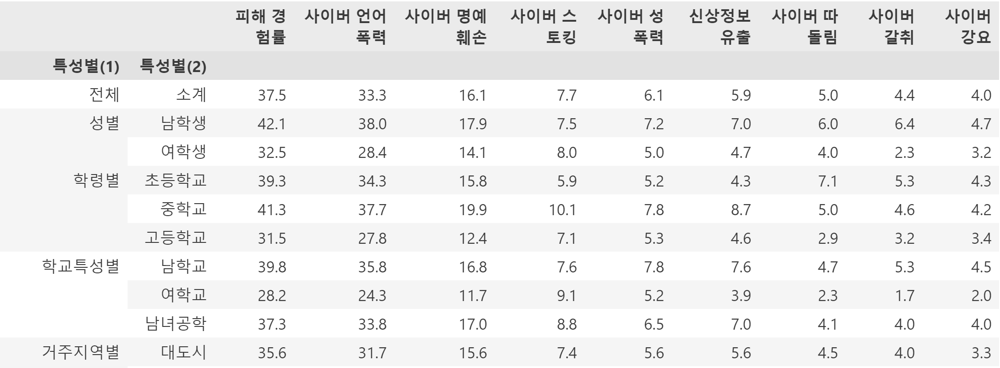 피해 경험률 사이버 언어폭력 사이버 명예훼손 사이버 스토킹 사이버 성폭력 신상정보 유출 사이버 따돌림 사이버 갈취 사이버 강요
특성별(1) 특성별(2)
전체 소계 37.5 33.3 16.1 7.7 6.1 5.9 5.0 4.4 4.0
성별 남학생 42.1 38.0 17.9 7.5 7.2 7.0 6.0 6.4 4.7
여학생 32.5 28.4 14.1 8.0 5.0 4.7 4.0 2.3 3.2
학령별 초등학교 39.3 34.3 15.8 5.9 5.2 4.3 7.1 5.3 4.3
중학교 41.3 37.7 19.9 10.1 7.8 8.7 5.0 4.6 4.2
고등학교 31.5 27.8 12.4 7.1 5.3 4.6 2.9 3.2 3.4
학교특성별 남학교 39.8 35.8 16.8 7.6 7.8 7.6 4.7 5.3 4.5
여학교 28.2 24.3 11.7 9.1 5.2 3.9 2.3 1.7 2.0
남녀공학 37.3 33.8 17.0 8.8 6.5 7.0 4.1 4.0 4.0
거주지역별 대도시 35.6 31.7 15.6 7.4 5.6 5.6 4.5 4.0 3.3